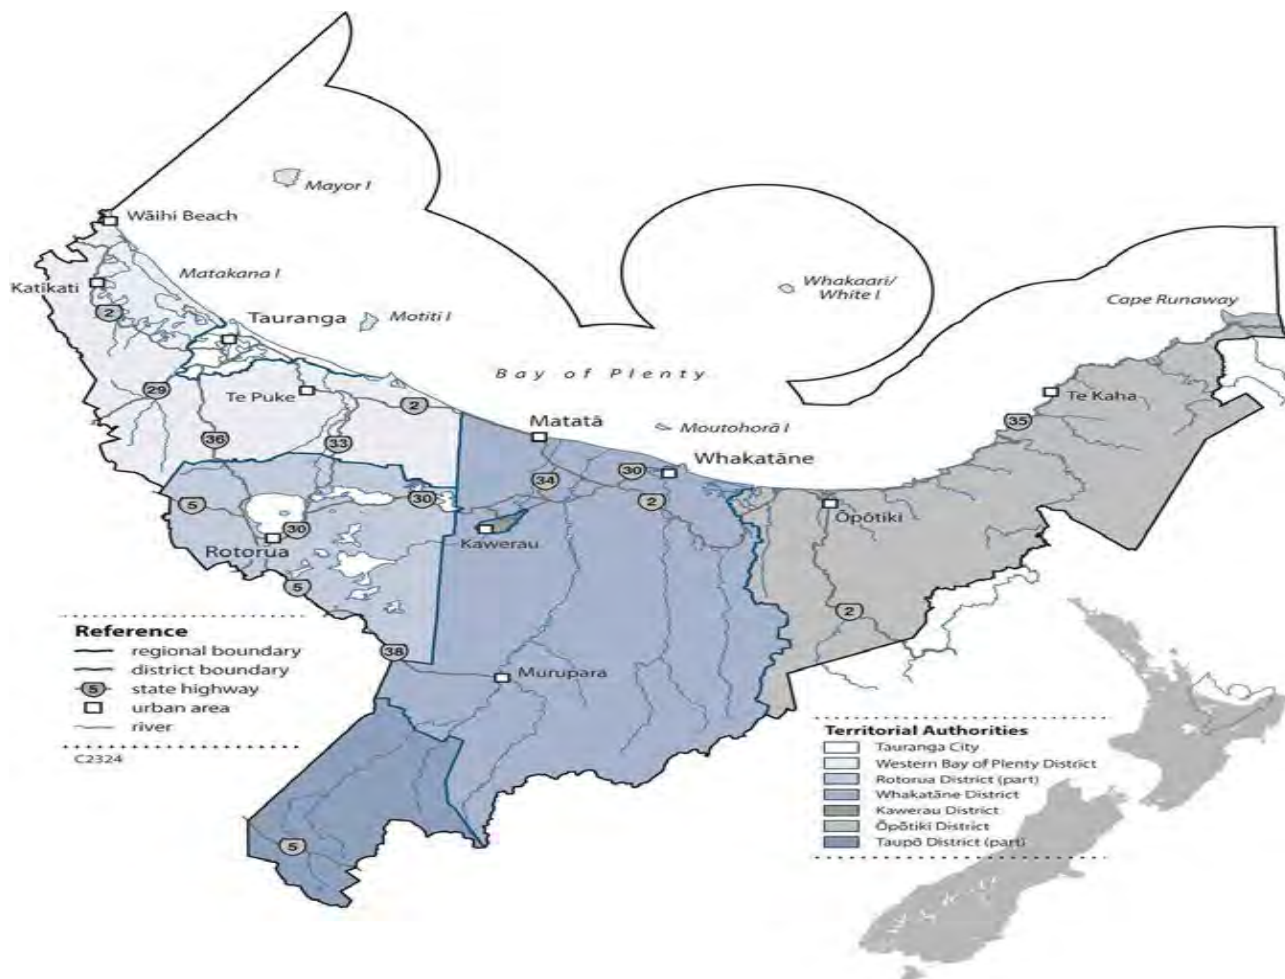 Mayor I
Wāihi Beach
Matakana I
Katikati
2
Tauranga
Motiti I
Whakaari/
White I
Cape Runaway
Bay of Plenty
29
Te Puke
2
Te Kaha
35
Matatā
Moutohorā I
36
33
Whakatāne
30
34
2
5
30
30
Rotorua
Kawerau
Ōpōtiki
5
2
38
Murupara
5
Reference
regional boundary
district boundary
5 state highway
urban area
river
C2324
Territorial Authorities
Tauranga City
Western Bay of Plenty District
Rotorua District (part)
Whakatāne District
Kawerau District
Ōpōtiki District
Taupō District (part)